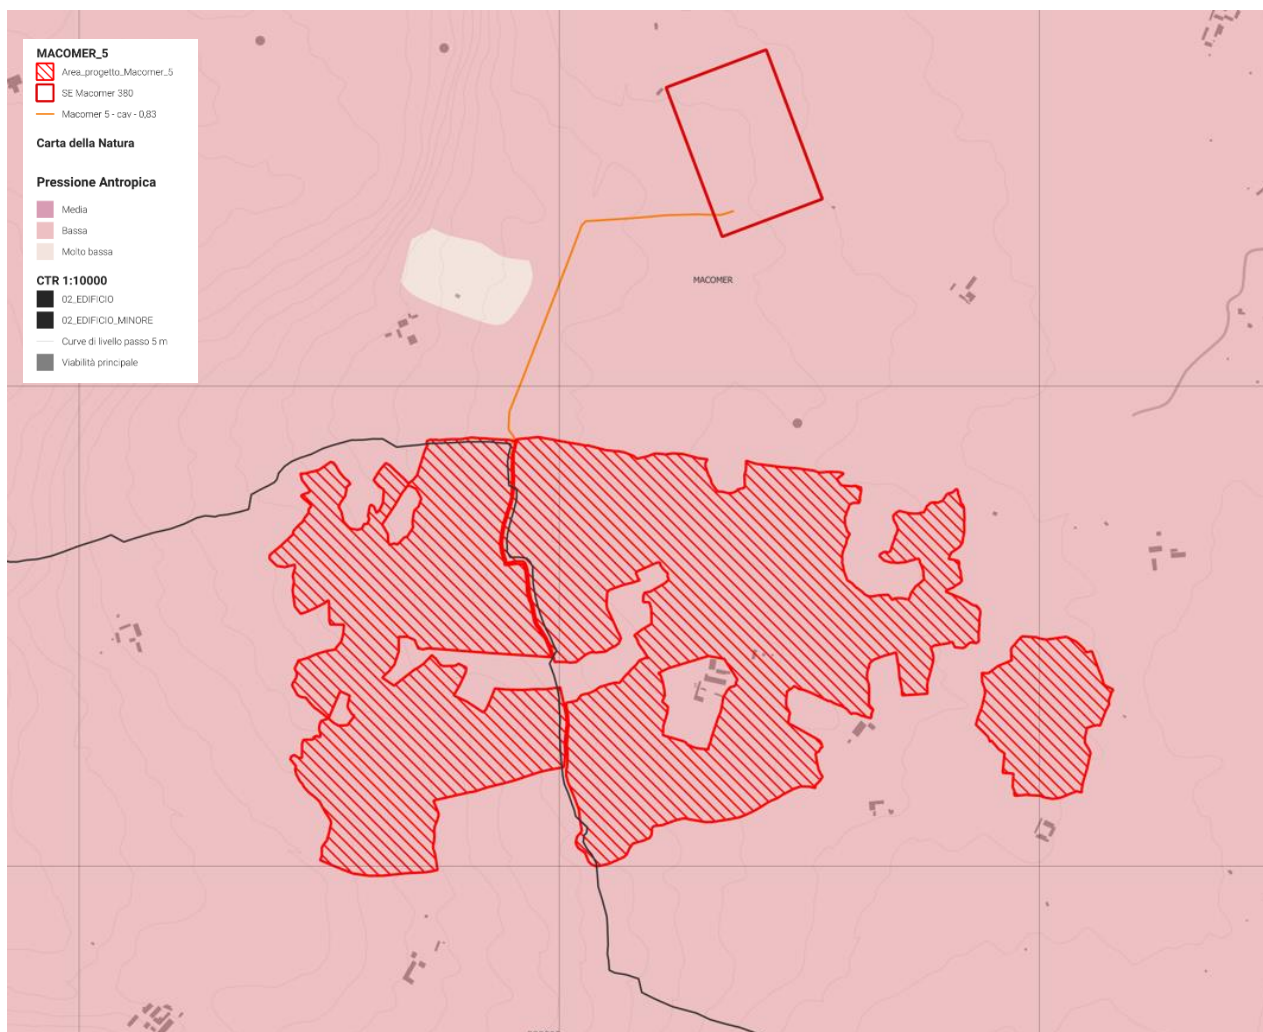 MACOMER_5
Area_progetto_Macomer_5
SE Macomer 380
Macomer 5 - cav - 0,83
Carta della Natura
Pressione Antropica
Media
Bassa
Molto bassa
CTR 1:10000
02_EDIFICIO
02_EDIFICIO_MINORE
Curve di livello passo 5 m
Viabilità principale
MACOMER